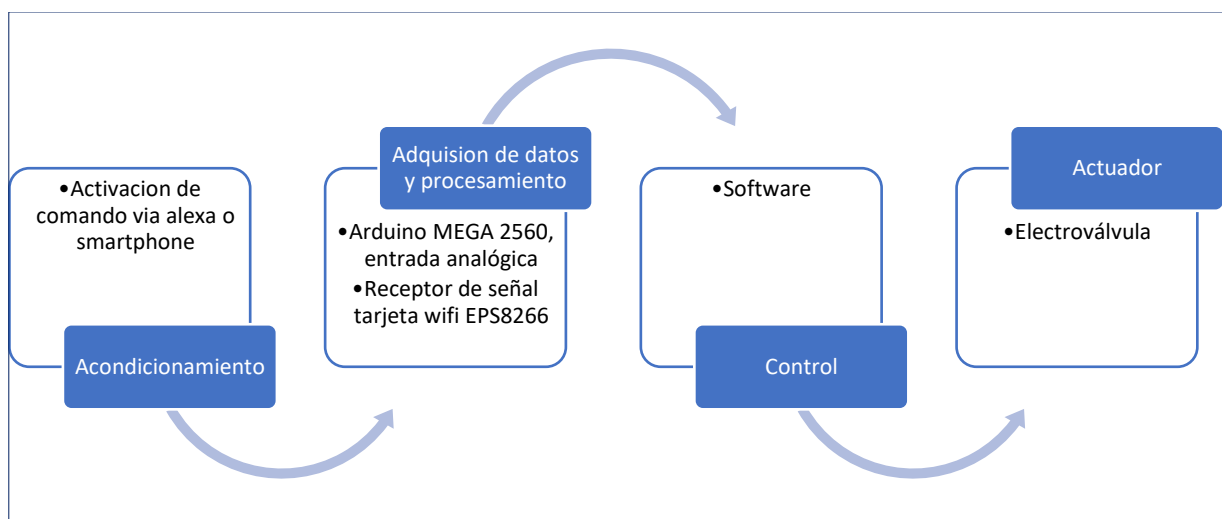 •Activacion de
comando via alexa o
smartphone
Acondicionamiento
Adquision de datos
y procesamiento
•Arduino MEGA 2560,
entrada analógica
•Receptor de señal
tarjeta wifi EPS8266
•Software
Control
Actuador
•Electroválvula